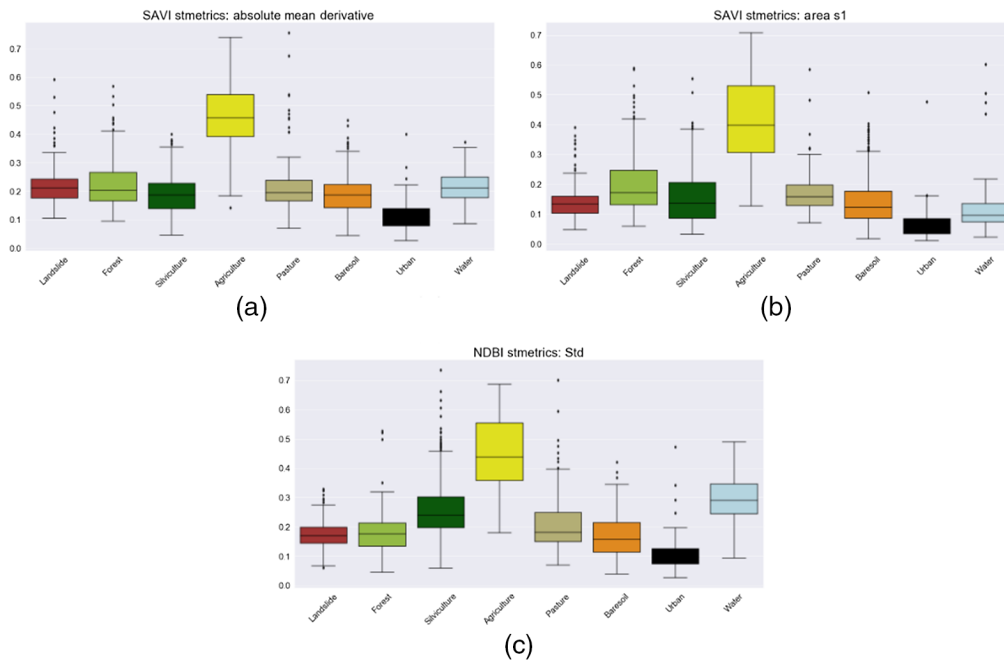 SAVI stmetrics: absolute mean derivative
0.7
0.6
0.5
0.4
0.3
0.2
0.1
0.0
Landslide
Forest
Silviculture
Agriculture
Pasture
Baresoil
Urban
Water
(a)
SAVI stmetrics: area s1
0.7
0.6
0.5
0.4
0.3
0.2
0.1
0.0
Landslide
Forest
Silviculture
Agriculture
Pasture
Baresoil
Urban
Water
(b)
NDBI stmetrics: Std
0.7
0.6
0.5
0.4
0.3
0.2
0.1
0.0
Landslide
Forest
Silviculture
Agriculture
Pasture
Baresoil
Urban
Water
(c)